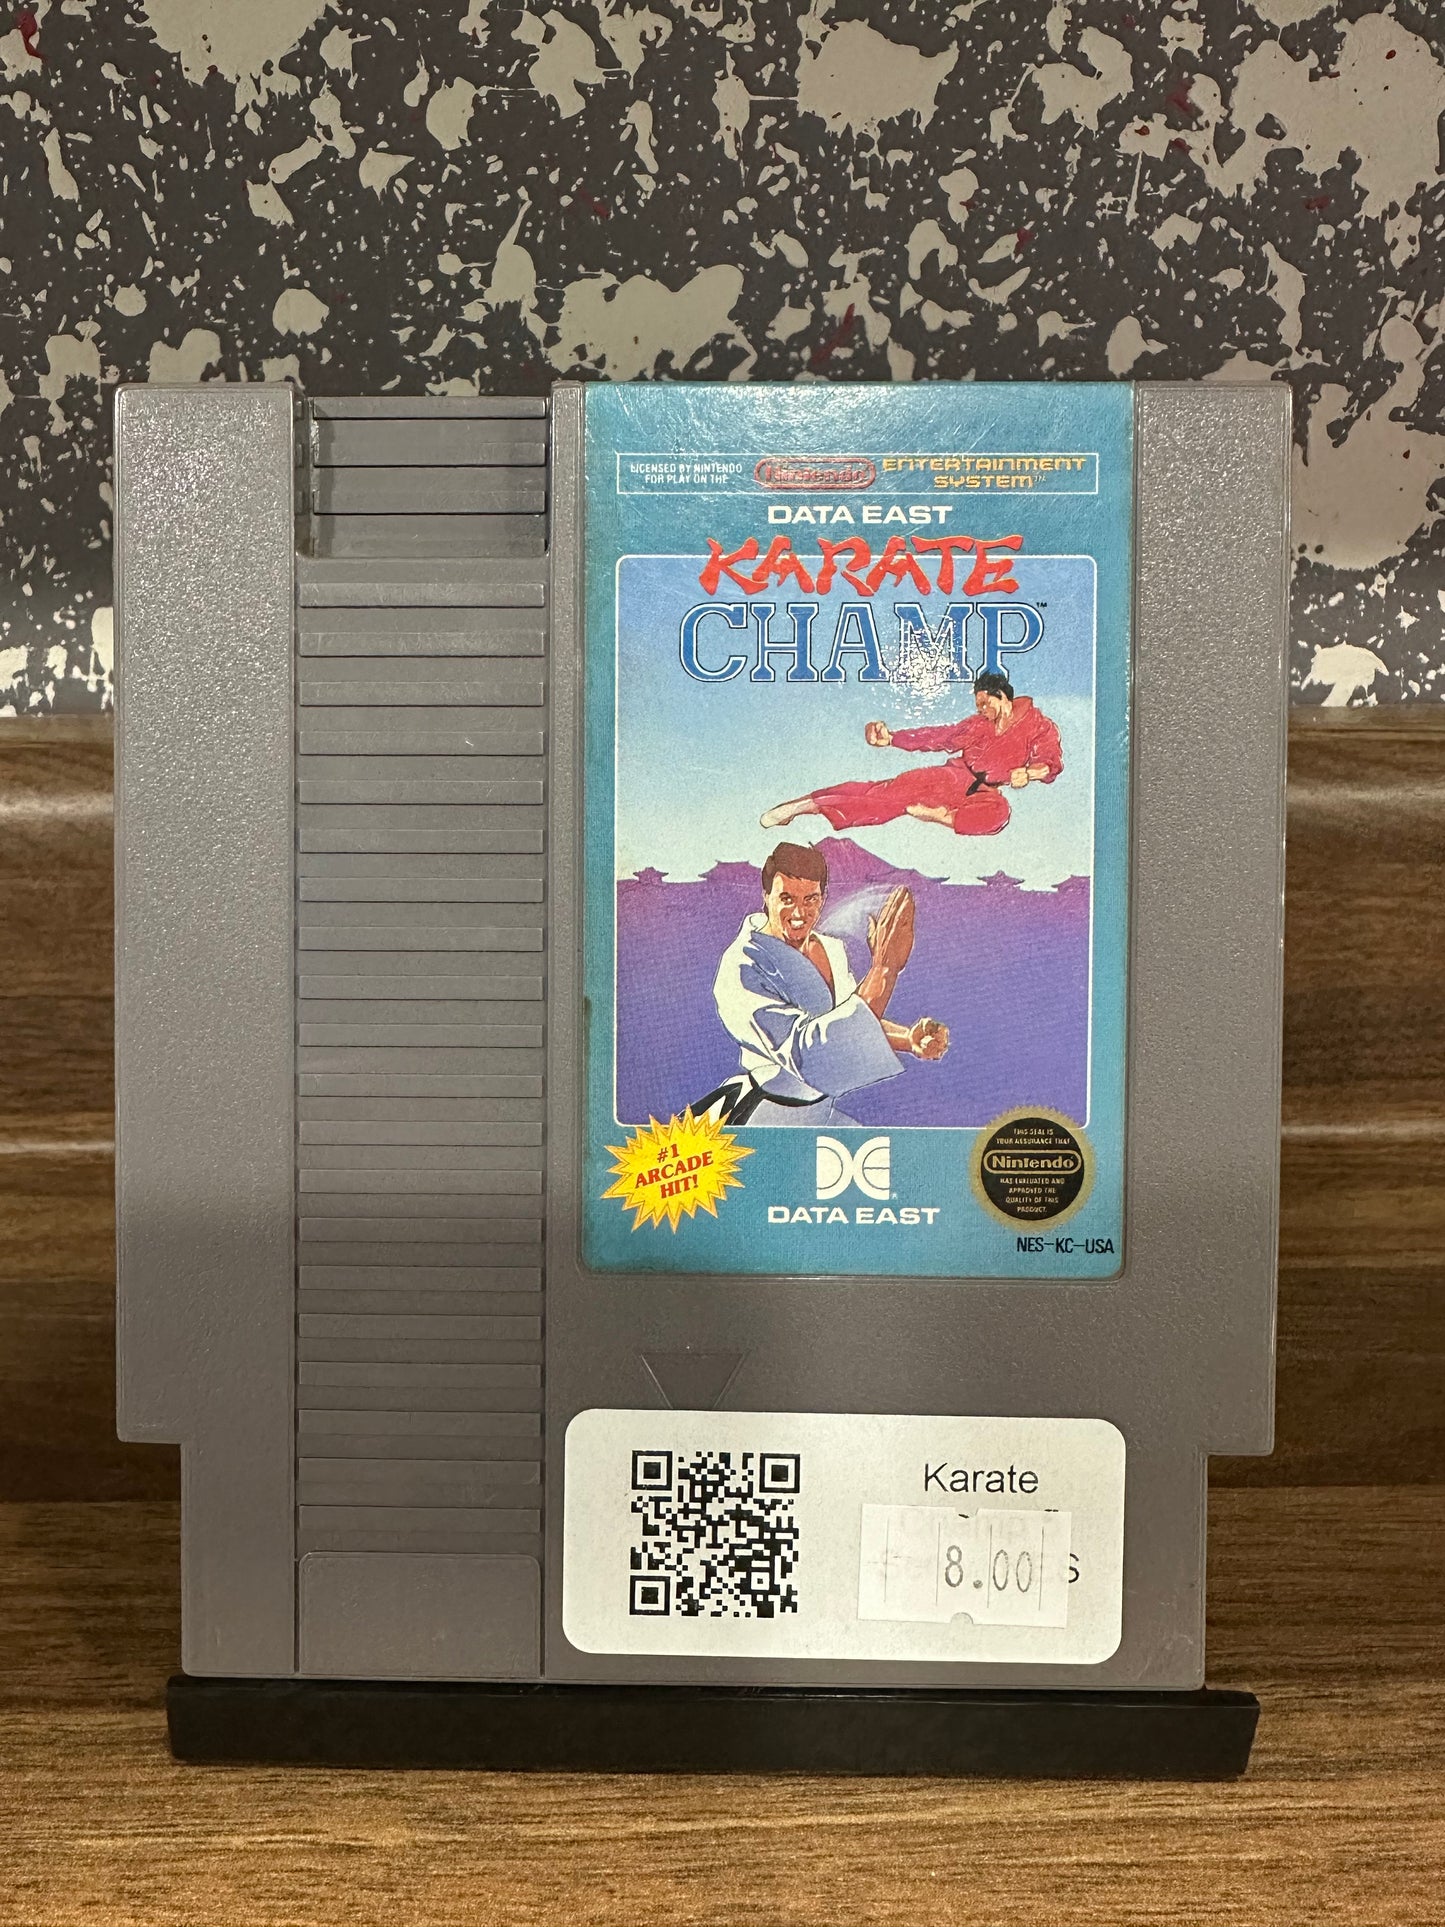 LICENSED BY NINTENDO
FOR PLAY ON THE
Nintendo
ENTERTAINMENT
SYSTEM™
DATA EAST
KARATE
CHAMP™
#1
ARCADE
HIT!
DATA EAST
THIS SEAL IS
YOUR ASSURANCE THAT
Nintendo
HAS EVALUATED AND
APPROVED THE
QUALITY OF THIS
PRODUCT.
NES-KC-USA
Karate
8.00